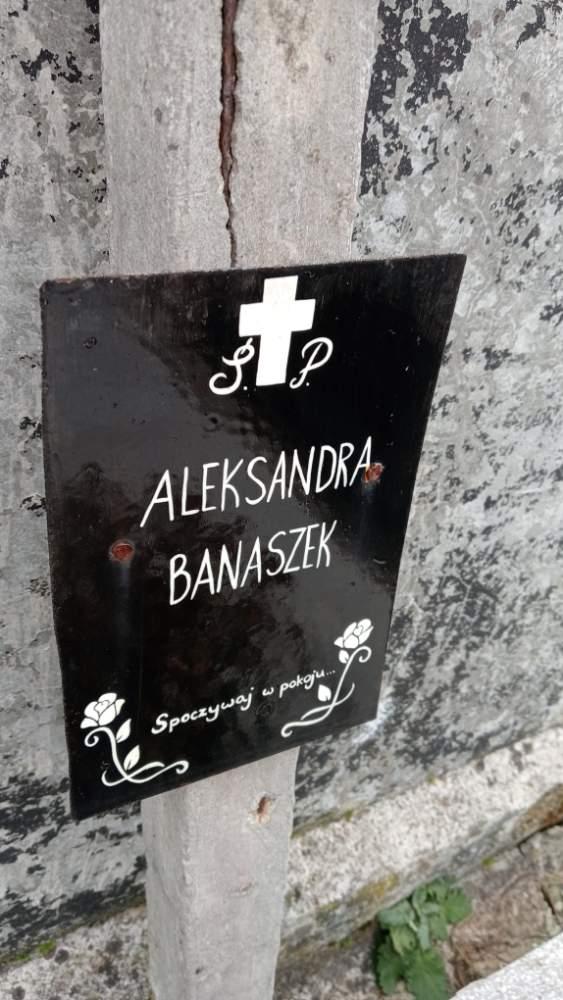 Ś. P.
ALEKSANDRA
BANASZEK
Spoczywaj w pokoju...